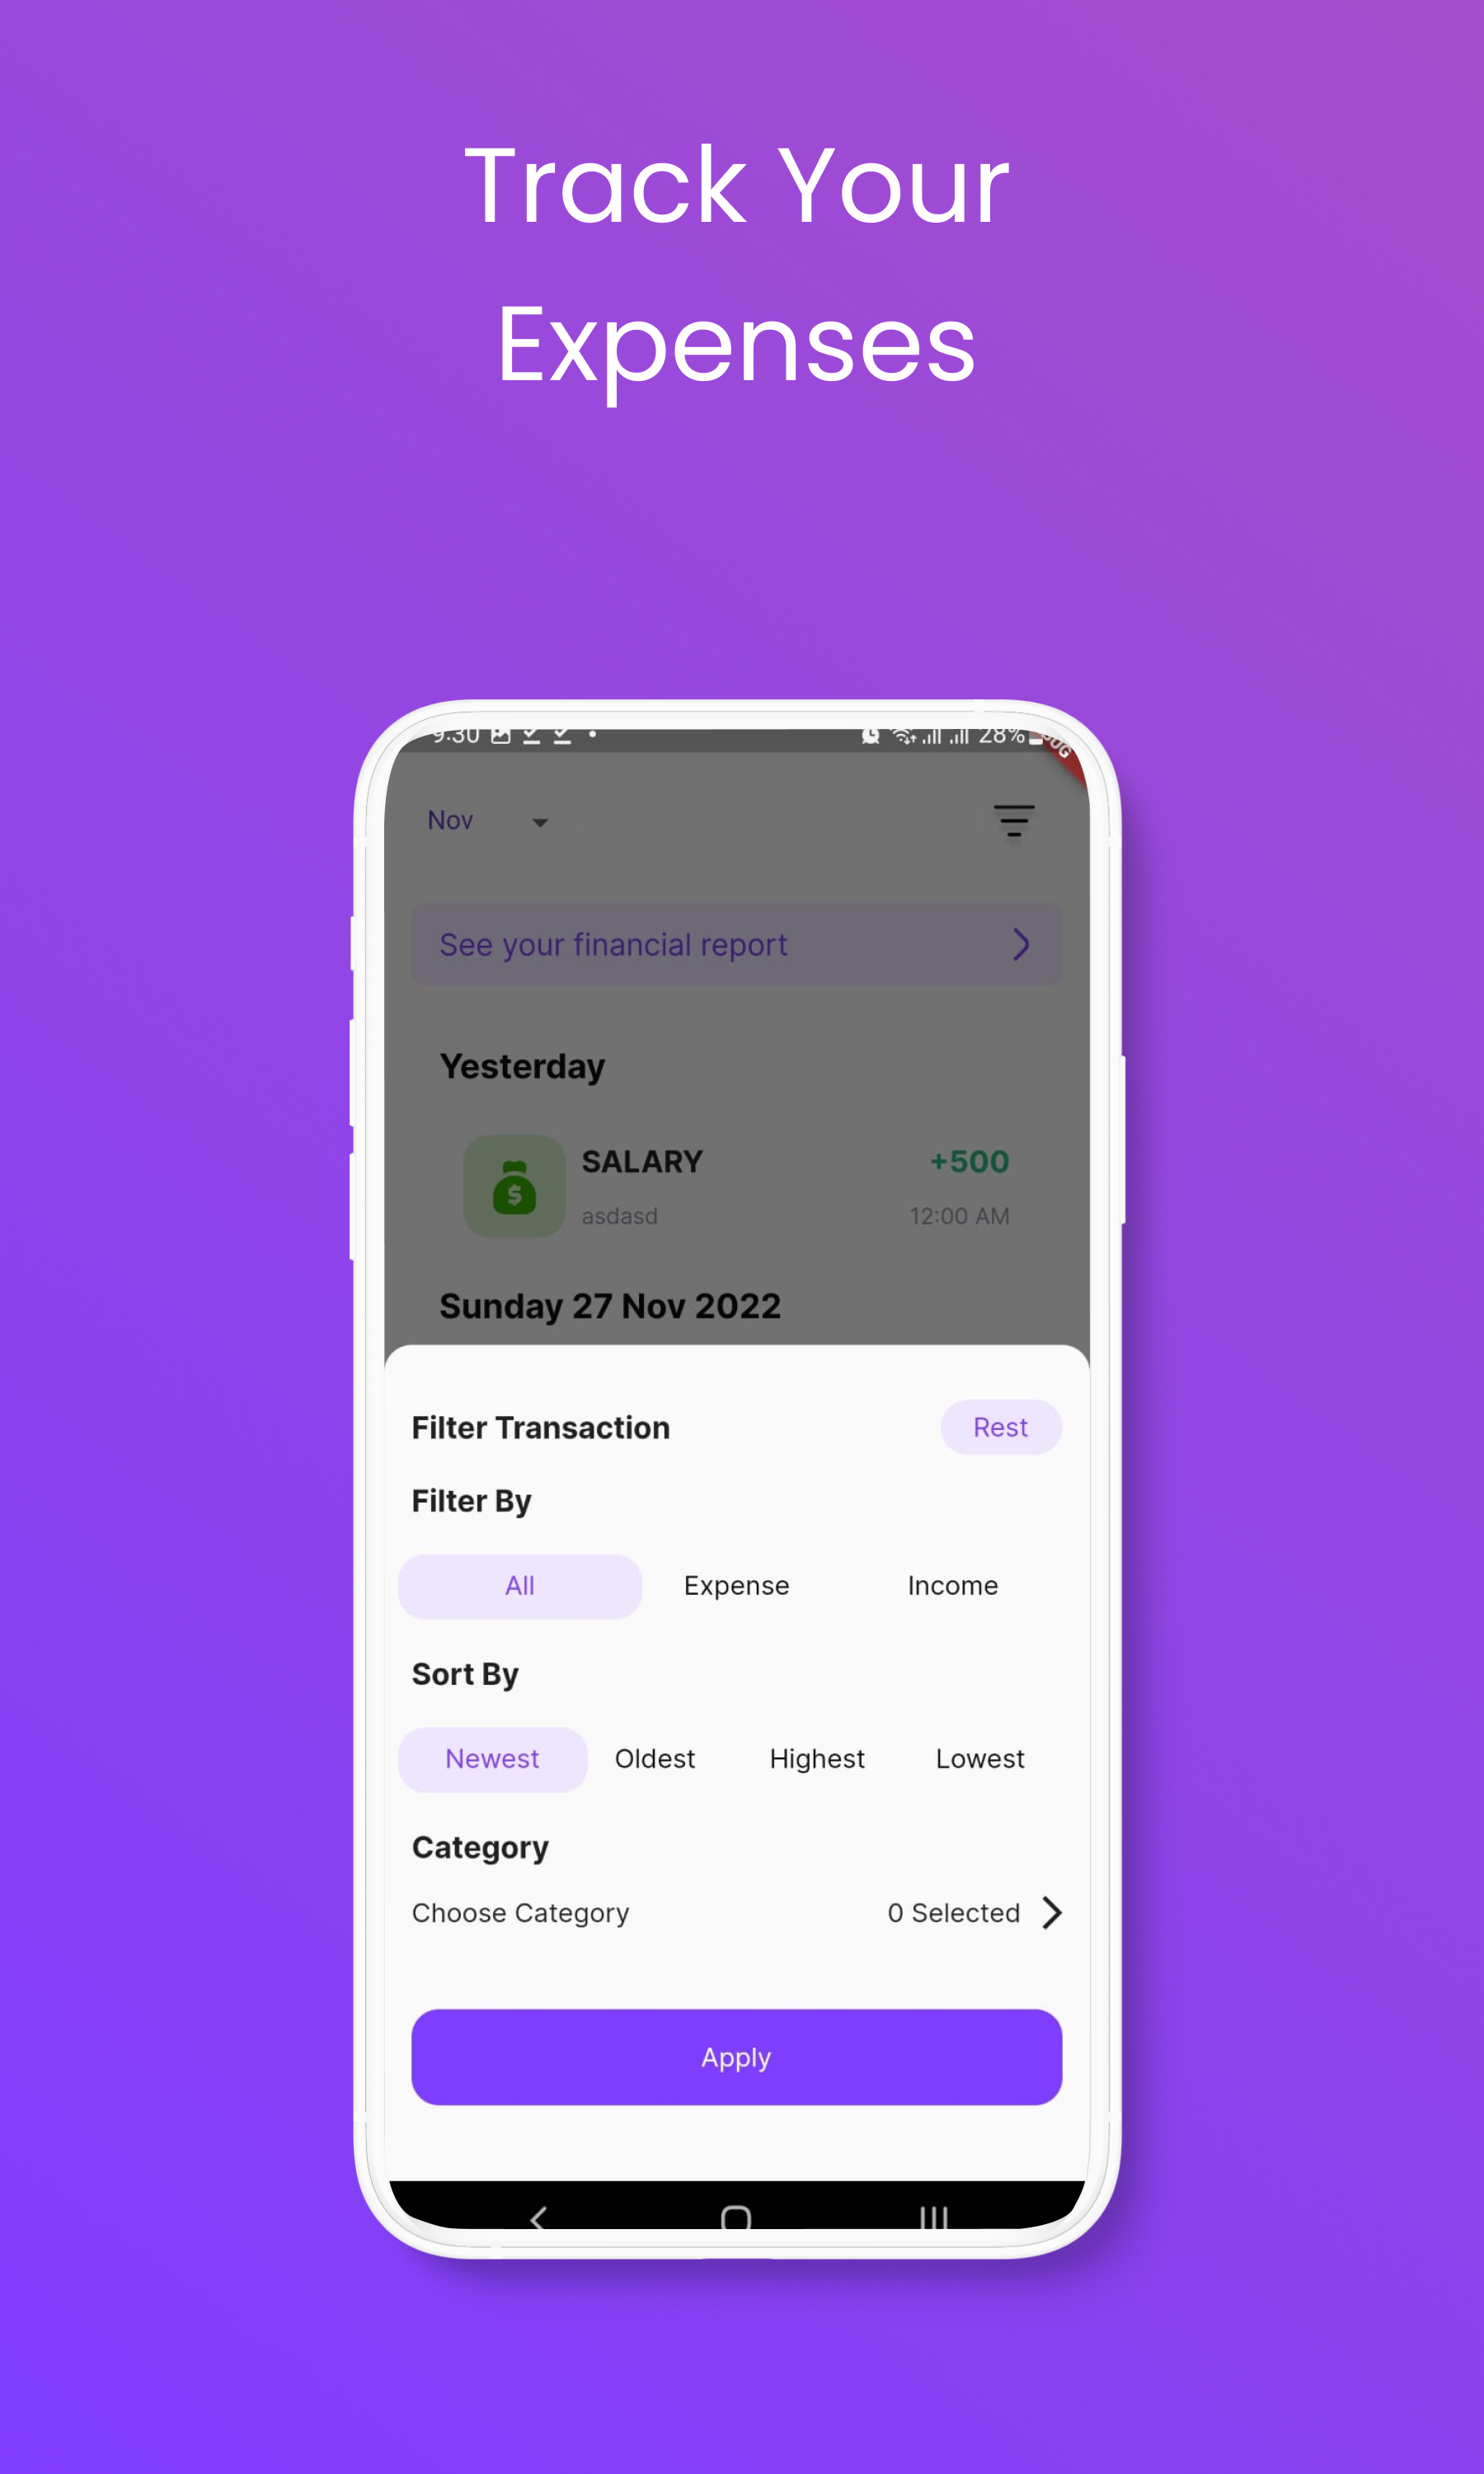 Track Your
Expenses
9:30 28%
Nov
See your financial report
Yesterday
SALARY +500
asdasd 12:00 AM
Sunday 27 Nov 2022
Filter Transaction Rest
Filter By
All Expense Income
Sort By
Newest Oldest Highest Lowest
Category
Choose Category 0 Selected
Apply